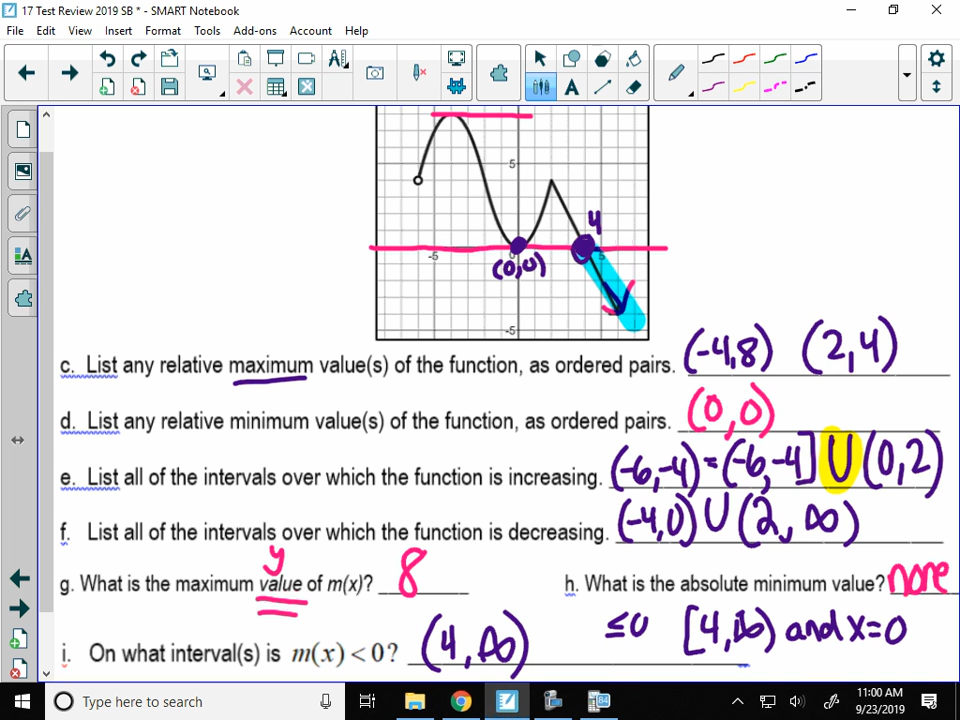 17 Test Review 2019 SB * - SMART Notebook
File Edit View Insert Format Tools Add-ons Account Help
5
4
-5 0 5
(0,0)
-5
c. List any relative maximum value(s) of the function, as ordered pairs. (-4,8) (2,4)
d. List any relative minimum value(s) of the function, as ordered pairs. (0,0)
e. List all of the intervals over which the function is increasing. (-6,-4) = (-6,-4] U (0,2)
f. List all of the intervals over which the function is decreasing. (-4,0) U (2,∞)
y
g. What is the maximum value of m(x)? 8 h. What is the absolute minimum value? none
≤0 [4,∞) and x=0
i. On what interval(s) is m(x) < 0? (4,∞)
Type here to search
11:00 AM
9/23/2019